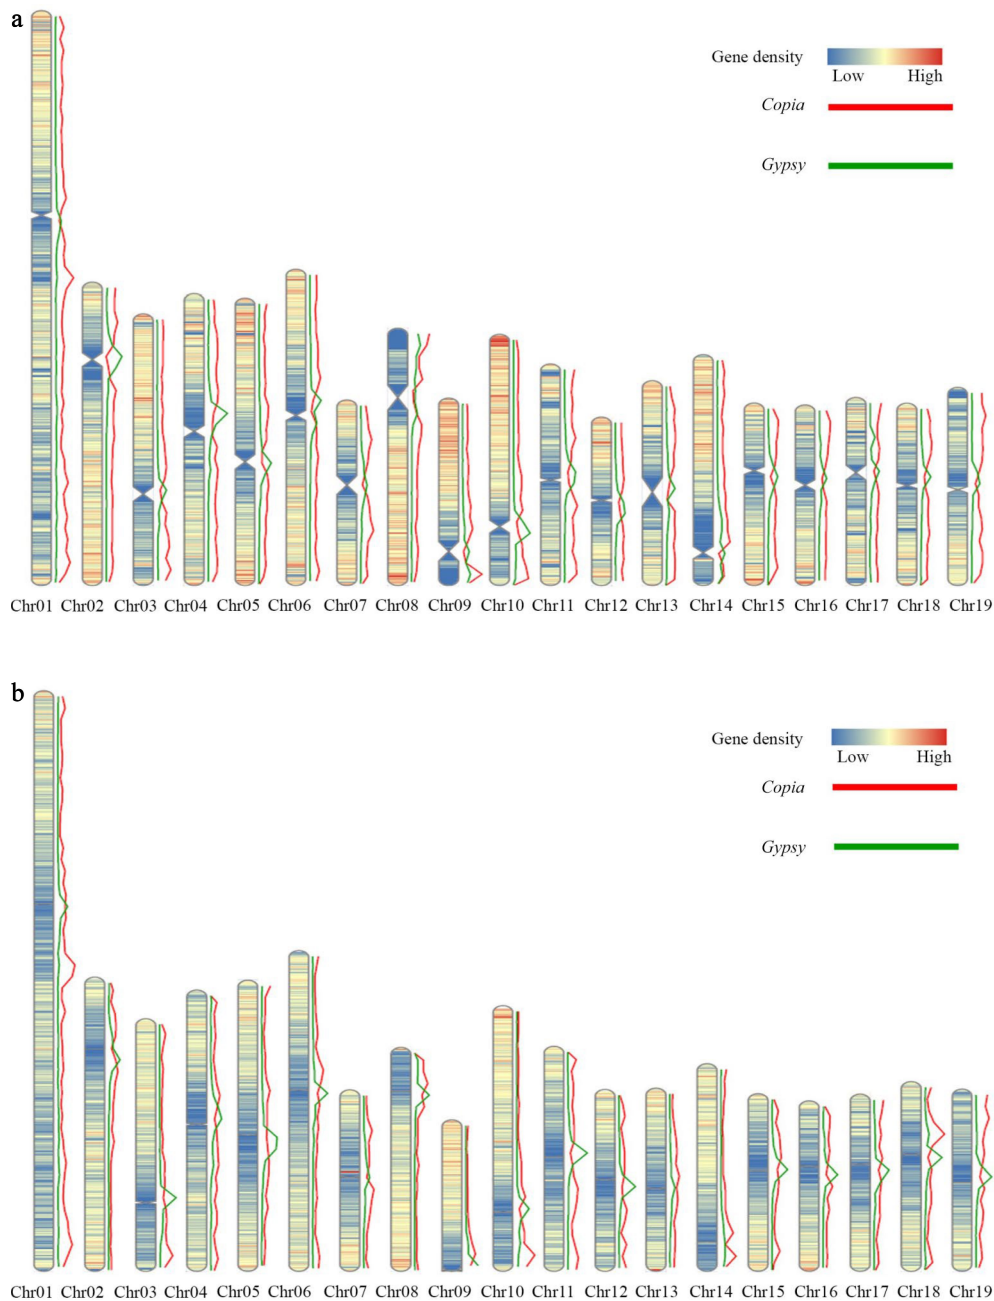 a
Gene density
Low High
Copia
Gypsy
Chr01 Chr02 Chr03 Chr04 Chr05 Chr06 Chr07 Chr08 Chr09 Chr10 Chr11 Chr12 Chr13 Chr14 Chr15 Chr16 Chr17 Chr18 Chr19
b
Gene density
Low High
Copia
Gypsy
Chr01 Chr02 Chr03 Chr04 Chr05 Chr06 Chr07 Chr08 Chr09 Chr10 Chr11 Chr12 Chr13 Chr14 Chr15 Chr16 Chr17 Chr18 Chr19